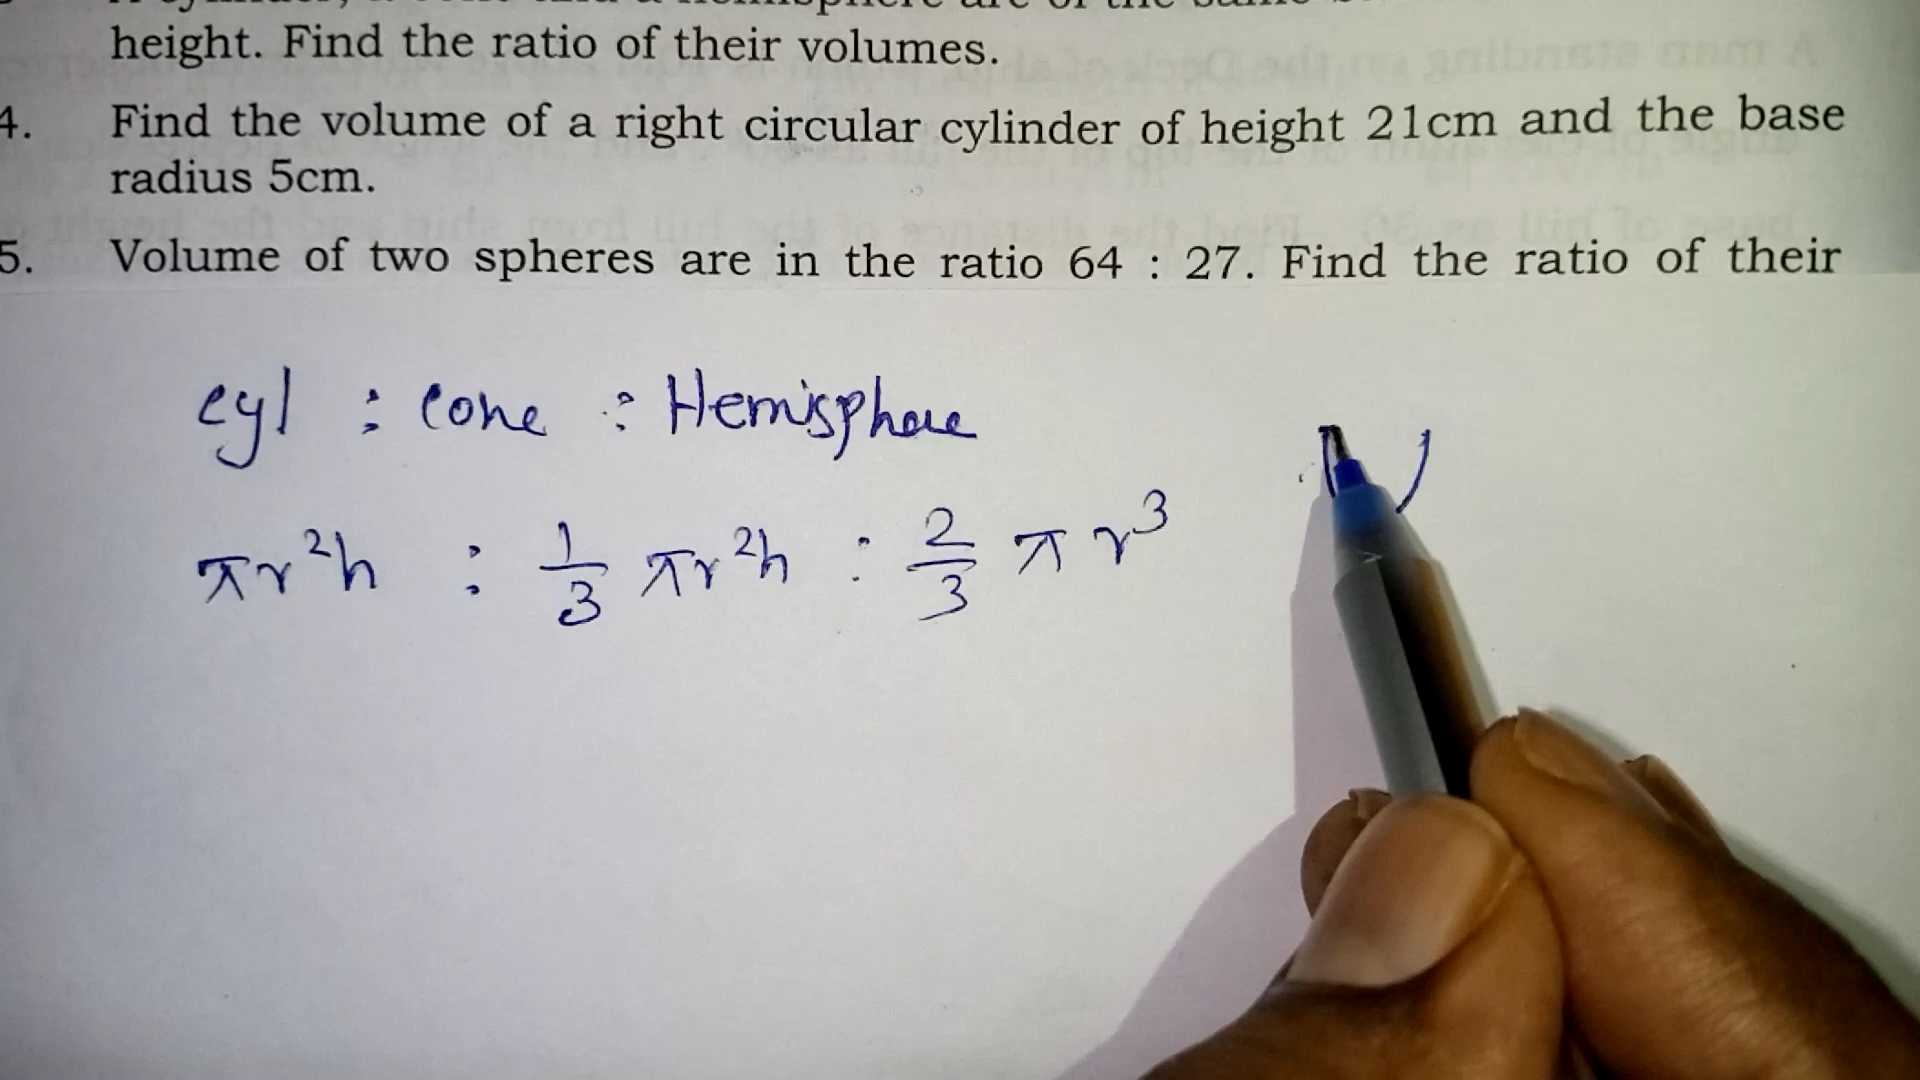 height. Find the ratio of their volumes.
4. Find the volume of a right circular cylinder of height 21cm and the base
radius 5cm.
5. Volume of two spheres are in the ratio 64 : 27. Find the ratio of their
cyl : cone : Hemisphere
πr²h : 1/3 πr²h : 2/3 πr³